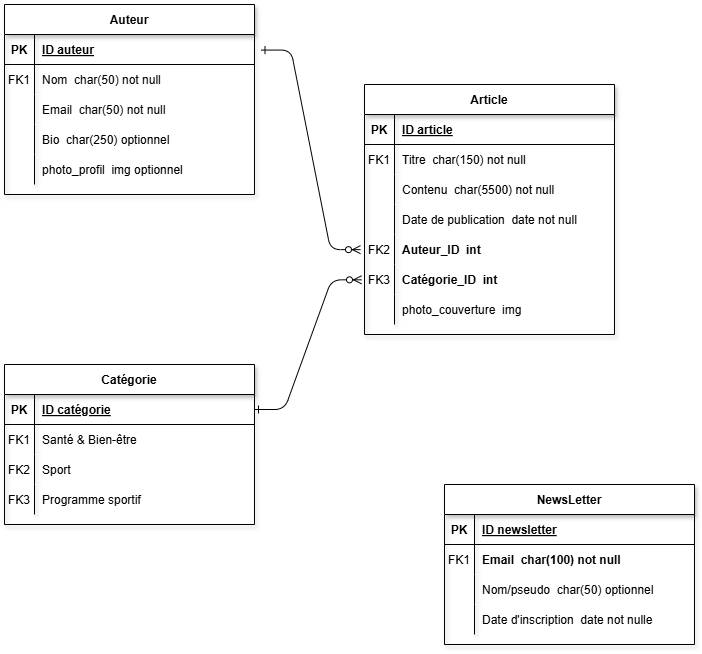 Auteur
PK ID auteur
FK1 Nom char(50) not null
Email char(50) not null
Bio char(250) optionnel
photo_profil img optionnel
Article
PK ID article
FK1 Titre char(150) not null
Contenu char(5500) not null
Date de publication date not null
FK2 Auteur_ID int
FK3 Catégorie_ID int
photo_couverture img
Catégorie
PK ID catégorie
FK1 Santé & Bien-être
FK2 Sport
FK3 Programme sportif
NewsLetter
PK ID newsletter
FK1 Email char(100) not null
Nom/pseudo char(50) optionnel
Date d'inscription date not nulle